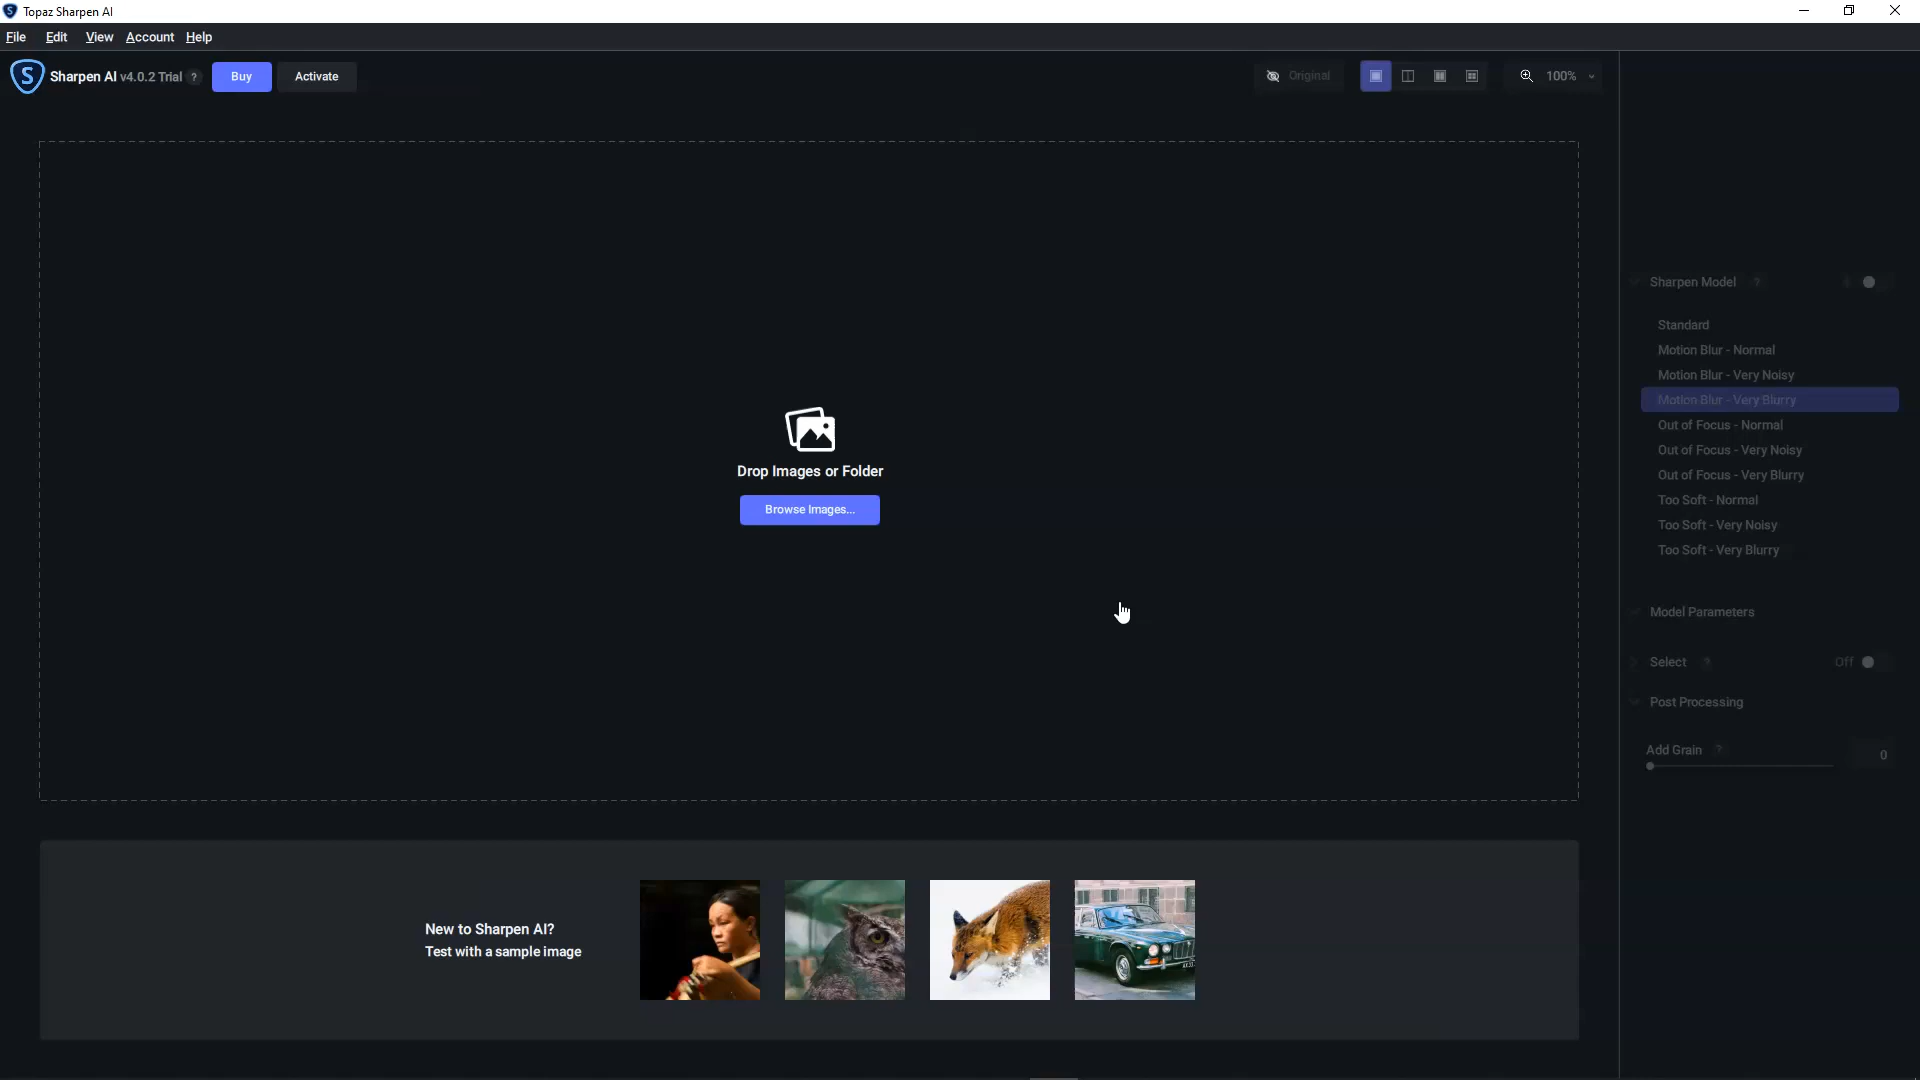 Topaz Sharpen AI
File Edit View Account Help
Sharpen AI v4.0.2 Trial ? Buy Activate Original 100%
Sharpen Model ?
Standard
Motion Blur - Normal
Motion Blur - Very Noisy
Motion Blur - Very Blurry
Out of Focus - Normal
Out of Focus - Very Noisy
Out of Focus - Very Blurry
Too Soft - Normal
Too Soft - Very Noisy
Too Soft - Very Blurry
Model Parameters
Select ? Off
Post Processing
Add Grain ? 0
Drop Images or Folder
Browse Images...
New to Sharpen AI?
Test with a sample image